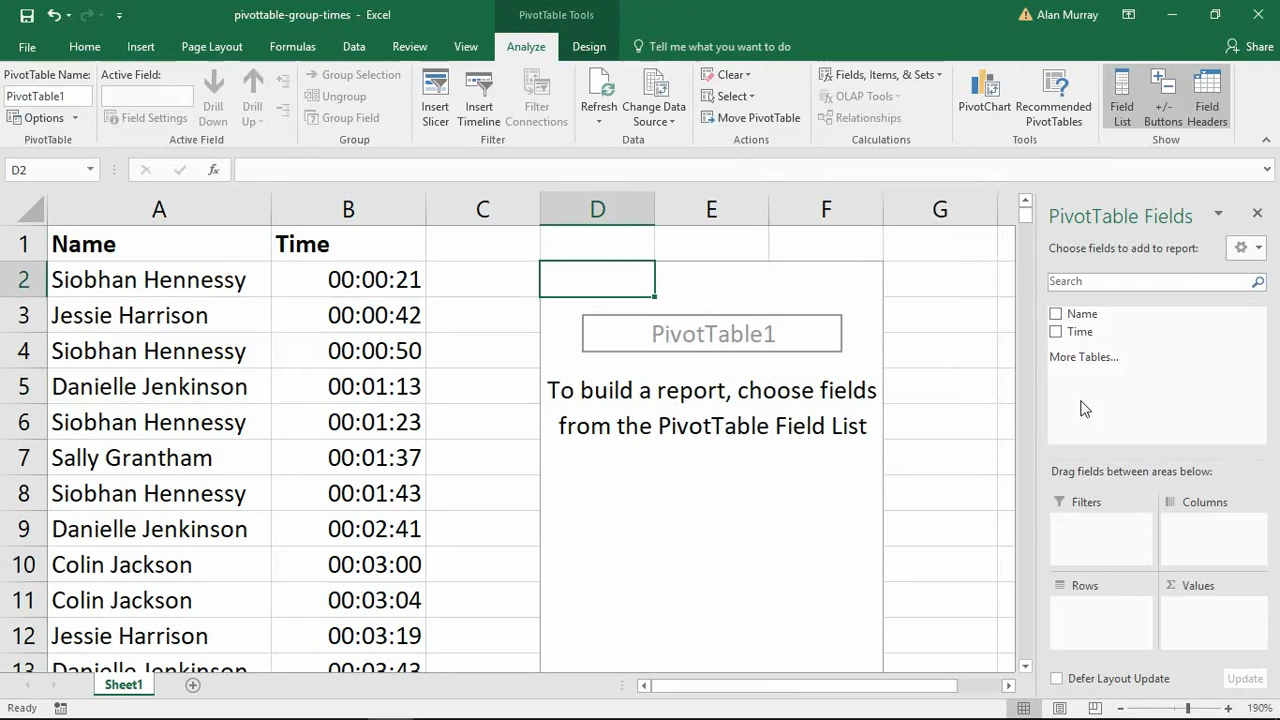 pivottable-group-times - Excel
PivotTable Tools
Alan Murray
File Home Insert Page Layout Formulas Data Review View Analyze Design Tell me what you want to do Share
PivotTable Name:
PivotTable1
Options
PivotTable
Active Field:
Field Settings
Drill Down
Drill Up
Active Field
Group Selection
Ungroup
Group Field
Group
Insert Slicer
Insert Timeline
Filter Connections
Filter
Refresh
Change Data Source
Data
Clear
Select
Move PivotTable
Actions
Fields, Items, & Sets
OLAP Tools
Relationships
Calculations
PivotChart
Recommended PivotTables
Tools
Field List
+/- Buttons
Field Headers
Show
D2
fx
A B C D E F G
1 Name Time
2 Siobhan Hennessy 00:00:21
3 Jessie Harrison 00:00:42
4 Siobhan Hennessy 00:00:50
5 Danielle Jenkinson 00:01:13
6 Siobhan Hennessy 00:01:23
7 Sally Grantham 00:01:37
8 Siobhan Hennessy 00:01:43
9 Danielle Jenkinson 00:02:41
10 Colin Jackson 00:03:00
11 Colin Jackson 00:03:04
12 Jessie Harrison 00:03:19
13 Danielle Jenkinson 00:03:43
PivotTable1
To build a report, choose fields
from the PivotTable Field List
PivotTable Fields
Choose fields to add to report:
Search
Name
Time
More Tables...
Drag fields between areas below:
Filters
Columns
Rows
Σ Values
Defer Layout Update
Update
Sheet1
Ready
190%